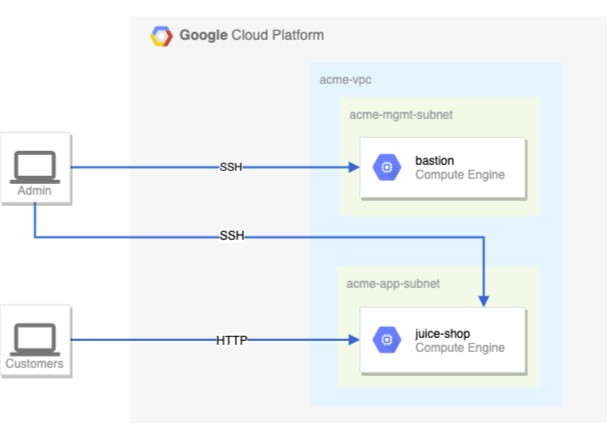 Google Cloud Platform
acme-vpc
acme-mgmt-subnet
bastion
Compute Engine
SSH
Admin
SSH
acme-app-subnet
juice-shop
Compute Engine
HTTP
Customers